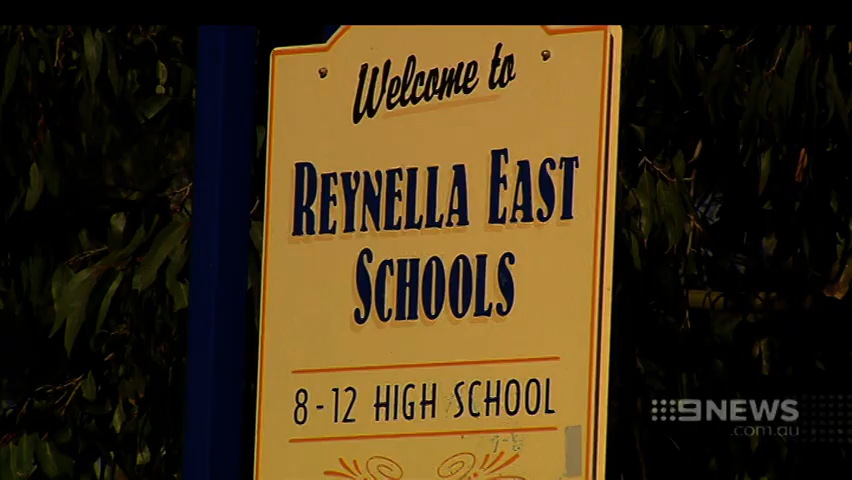 Welcome to
REYNELLA EAST
SCHOOLS
8-12 HIGH SCHOOL
9NEWS
.com.au